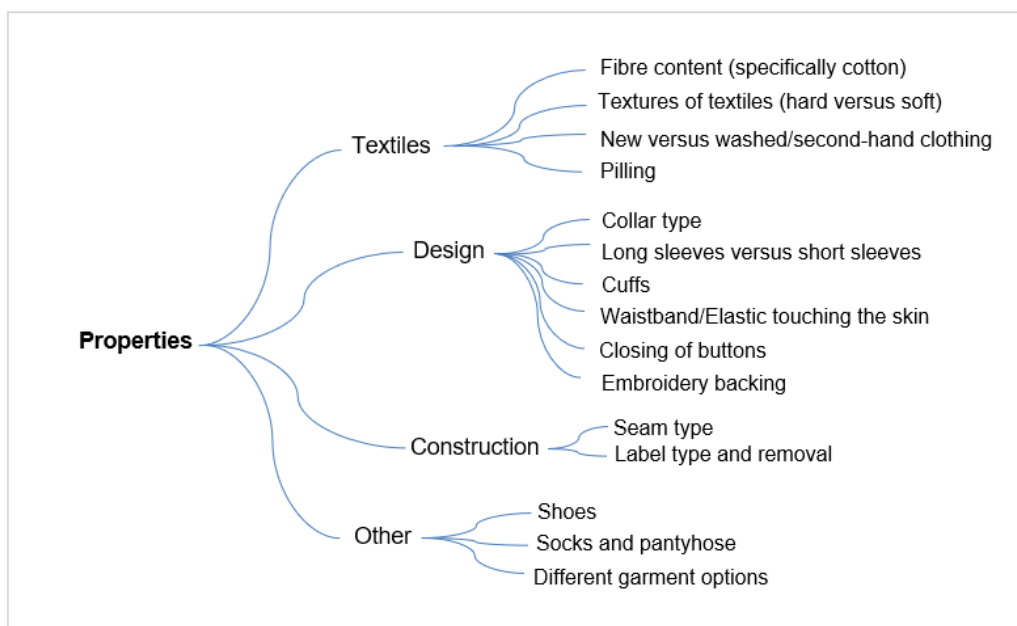 Properties
Textiles
Fibre content (specifically cotton)
Textures of textiles (hard versus soft)
New versus washed/second-hand clothing
Pilling
Design
Collar type
Long sleeves versus short sleeves
Cuffs
Waistband/Elastic touching the skin
Closing of buttons
Embroidery backing
Construction
Seam type
Label type and removal
Other
Shoes
Socks and pantyhose
Different garment options